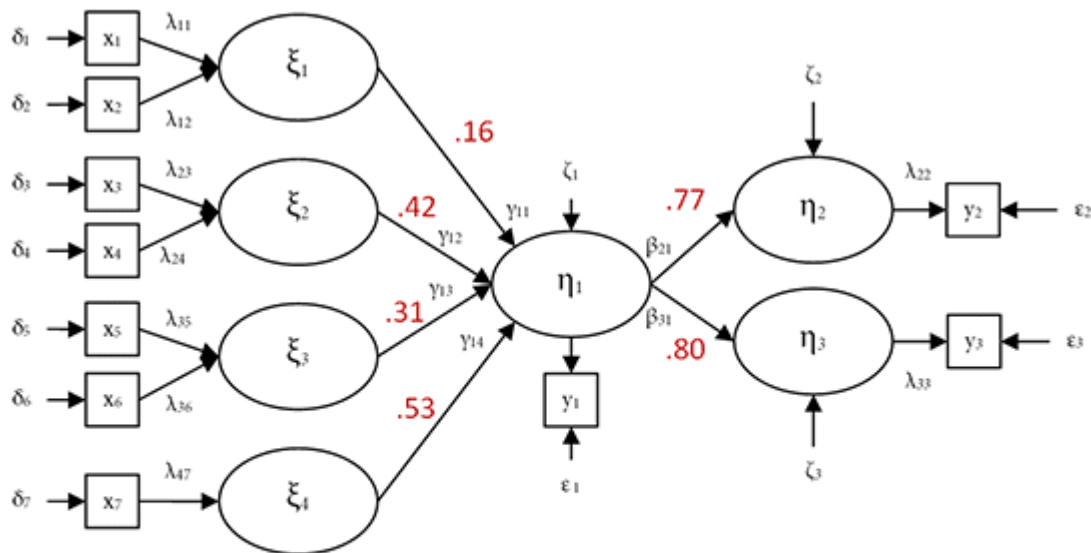 δ₁ x₁ λ₁₁ ξ₁
δ₂ x₂ λ₁₂
.16
δ₃ x₃ λ₂₃ ξ₂
δ₄ x₄ λ₂₄
.42
γ₁₁
γ₁₂
δ₅ x₅ λ₃₅ ξ₃
δ₆ x₆ λ₃₆
.31
γ₁₃
γ₁₄
δ₇ x₇ λ₄₇ ξ₄
.53
ζ₁
η₁
y₁
ε₁
.77
β₂₁
β₃₁
.80
ζ₂
η₂ λ₂₂ y₂ ε₂
η₃ λ₃₃ y₃ ε₃
ζ₃